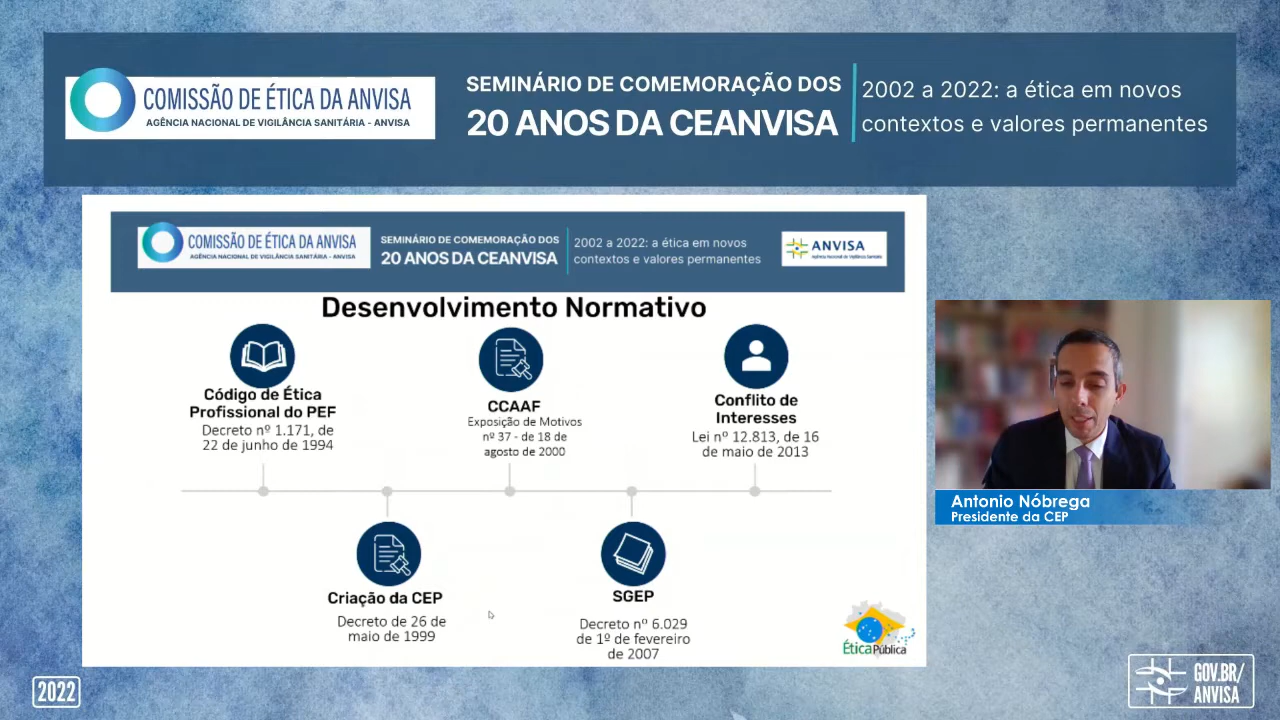 COMISSÃO DE ÉTICA DA ANVISA
AGÊNCIA NACIONAL DE VIGILÂNCIA SANITÁRIA - ANVISA
SEMINÁRIO DE COMEMORAÇÃO DOS
20 ANOS DA CEANVISA
2002 a 2022: a ética em novos
contextos e valores permanentes
COMISSÃO DE ÉTICA DA ANVISA
AGÊNCIA NACIONAL DE VIGILÂNCIA SANITÁRIA - ANVISA
SEMINÁRIO DE COMEMORAÇÃO DOS
20 ANOS DA CEANVISA
2002 a 2022: a ética em novos
contextos e valores permanentes
ANVISA
Agência Nacional de Vigilância Sanitária
Desenvolvimento Normativo
Código de Ética
Profissional do PEF
Decreto nº 1.171, de
22 de junho de 1994
CCAAF
Exposição de Motivos
nº 37 - de 18 de
agosto de 2000
Conflito de
Interesses
Lei nº 12.813, de 16
de maio de 2013
Criação da CEP
Decreto de 26 de
maio de 1999
SGEP
Decreto nº 6.029
de 1º de fevereiro
de 2007
ÉticaPública
Antonio Nóbrega
Presidente da CEP
2022
GOV.BR/
ANVISA